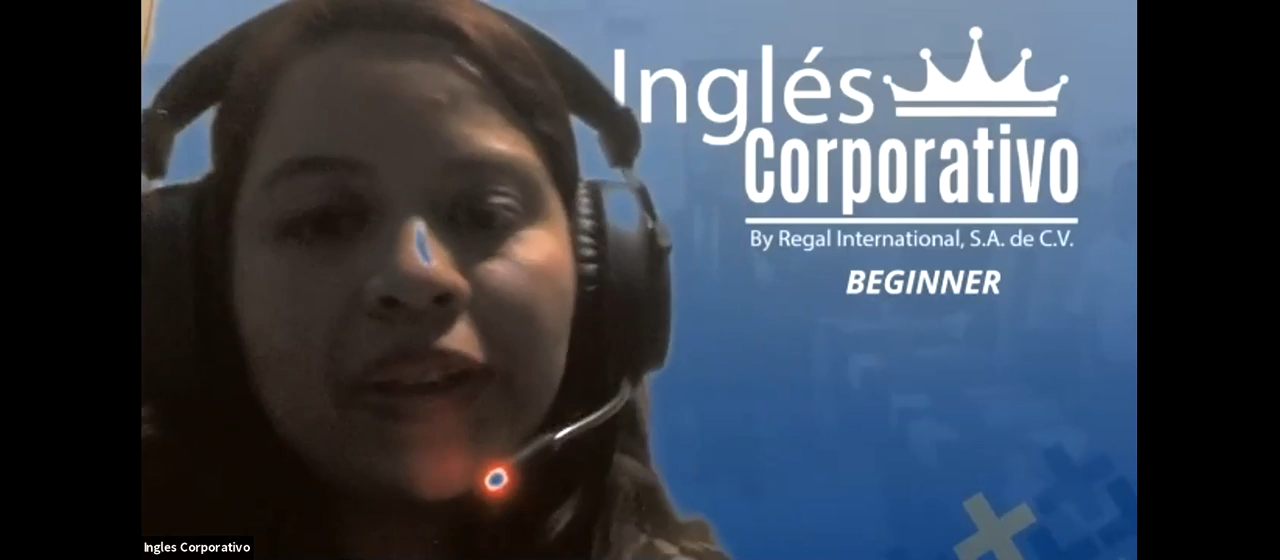 Inglés
Corporativo
By Regal International, S.A. de C.V.
BEGINNER
Ingles Corporativo